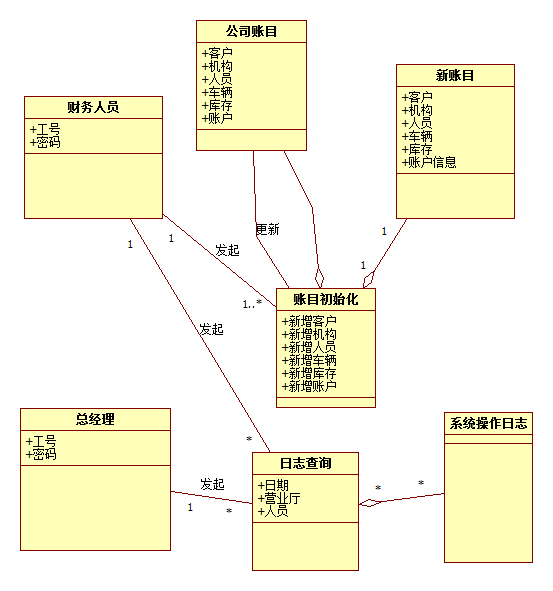 公司账目
+客户
+机构
+人员
+车辆
+库存
+账户
新账目
+客户
+机构
+人员
+车辆
+库存
+账户信息
财务人员
+工号
+密码
更新
1
1
1
发起
1
1..*
账目初始化
+新增客户
+新增机构
+新增人员
+新增车辆
+新增库存
+新增账户
发起
*
总经理
+工号
+密码
发起
1
*
日志查询
+日期
+营业厅
+人员
*
*
系统操作日志